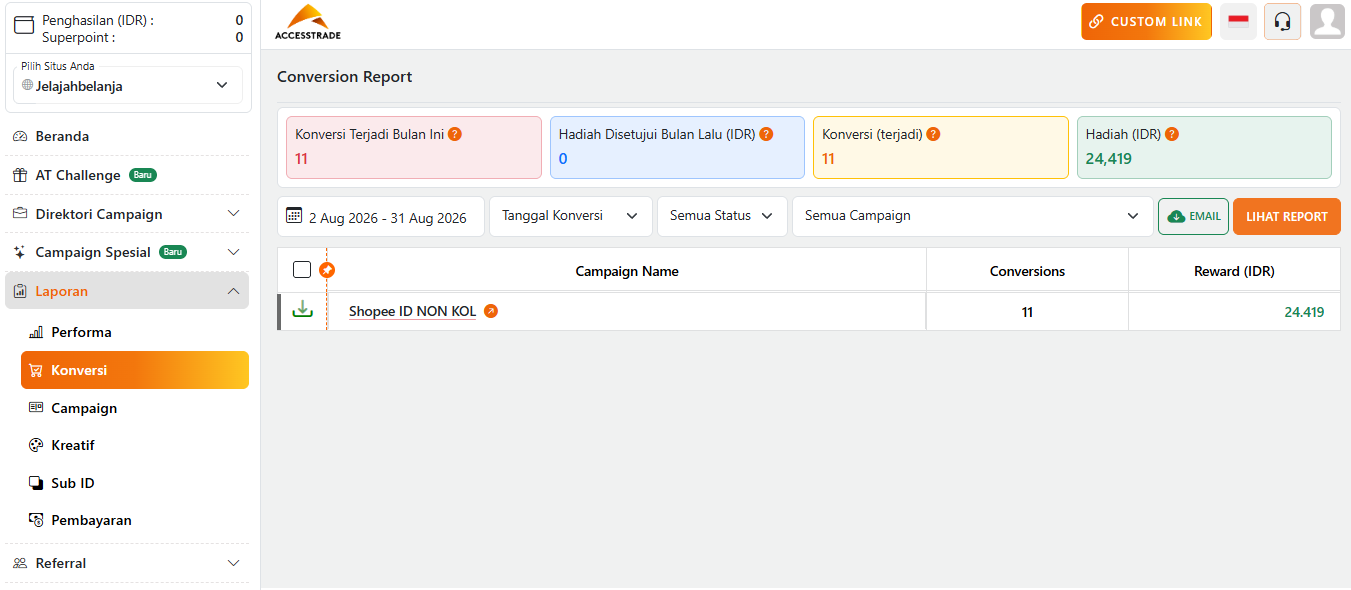 Penghasilan (IDR) : 0
Superpoint : 0
Pilih Situs Anda
Jelajahbelanja
Beranda
AT Challenge Baru
Direktori Campaign
Campaign Spesial Baru
Laporan
Performa
Konversi
Campaign
Kreatif
Sub ID
Pembayaran
Referral
ACCESSTRADE
CUSTOM LINK
Conversion Report
Konversi Terjadi Bulan Ini ?
11
Hadiah Disetujui Bulan Lalu (IDR) ?
0
Konversi (terjadi) ?
11
Hadiah (IDR) ?
24,419
2 Aug 2026 - 31 Aug 2026 Tanggal Konversi Semua Status Semua Campaign EMAIL LIHAT REPORT
Campaign Name Conversions Reward (IDR)
Shopee ID NON KOL 11 24.419